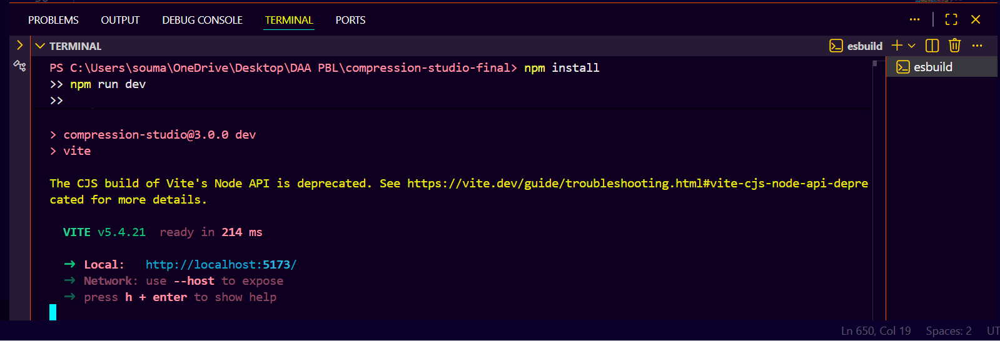 PROBLEMS OUTPUT DEBUG CONSOLE TERMINAL PORTS
TERMINAL
esbuild
PS C:\Users\souma\OneDrive\Desktop\DAA PBL\compression-studio-final> npm install
>> npm run dev
>>
esbuild
> compression-studio@3.0.0 dev
> vite
The CJS build of Vite's Node API is deprecated. See https://vite.dev/guide/troubleshooting.html#vite-cjs-node-api-depre
cated for more details.
VITE v5.4.21 ready in 214 ms
➜ Local: http://localhost:5173/
➜ Network: use --host to expose
➜ press h + enter to show help
Ln 650, Col 19 Spaces: 2 UT